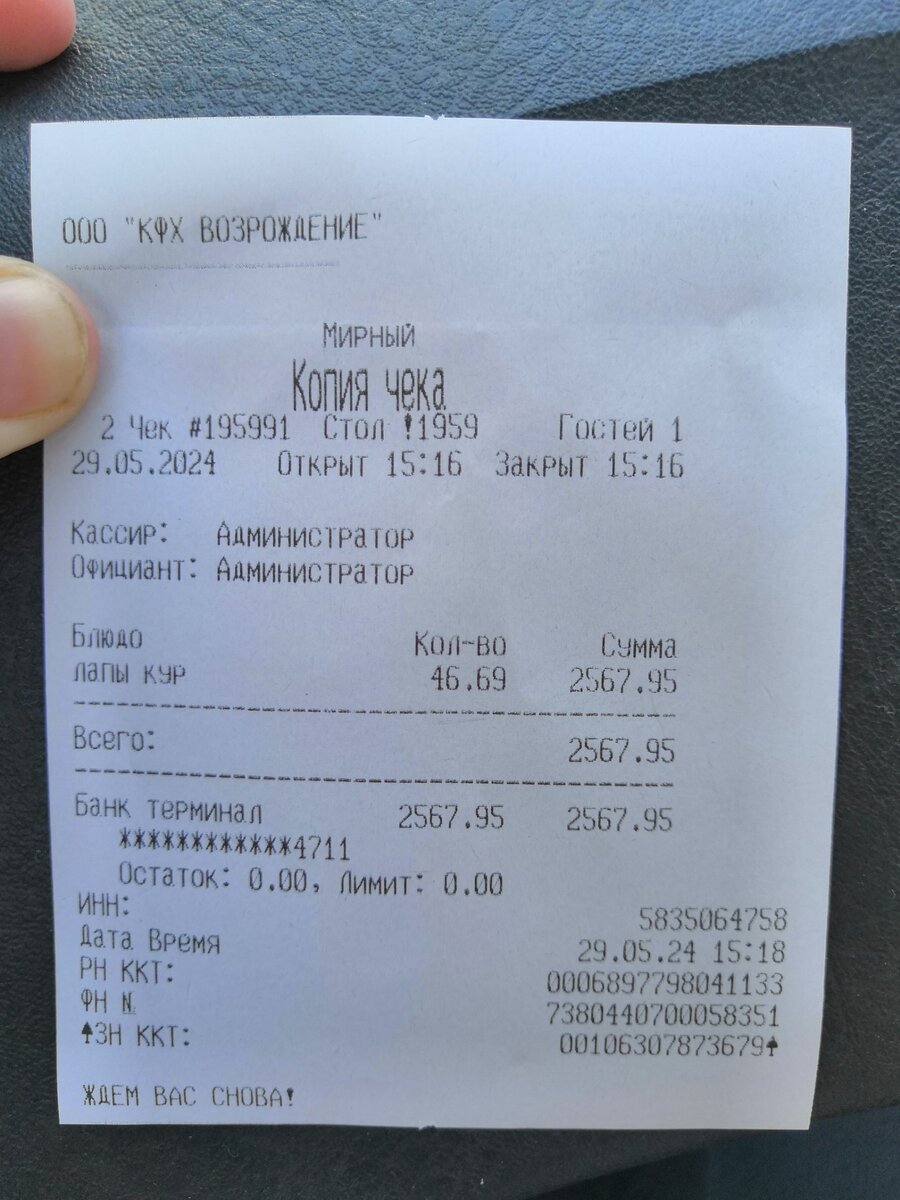 ООО "КФХ ВОЗРОЖДЕНИЕ"
Мирный
Копия чека
2 Чек #195991 Стол !1959 Гостей 1
29.05.2024 Открыт 15:16 Закрыт 15:16
Кассир: Администратор
Официант: Администратор
Блюдо Кол-во Сумма
лапы кур 46.69 2567.95
Всего: 2567.95
Банк терминал 2567.95 2567.95
************4711
Остаток: 0.00, Лимит: 0.00
ИНН: 5835064758
Дата Время 29.05.24 15:18
РН ККТ: 0006897798041133
ФН № 7380440700058351
ЗН ККТ: 00106307873679
ЖДЕМ ВАС СНОВА!